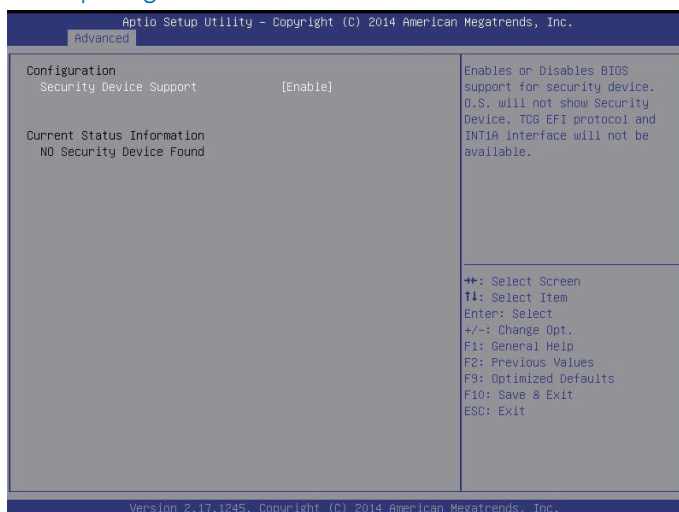 Aptio Setup Utility – Copyright (C) 2014 American Megatrends, Inc.
Advanced
Configuration
Security Device Support [Enable]
Current Status Information
NO Security Device Found
Enables or Disables BIOS
support for security device.
O.S. will not show Security
Device. TCG EFI protocol and
INT1A interface will not be
available.
→←: Select Screen
↑↓: Select Item
Enter: Select
+/-: Change Opt.
F1: General Help
F2: Previous Values
F9: Optimized Defaults
F10: Save & Exit
ESC: Exit
Version 2.17.1245. Copyright (C) 2014 American Megatrends, Inc.